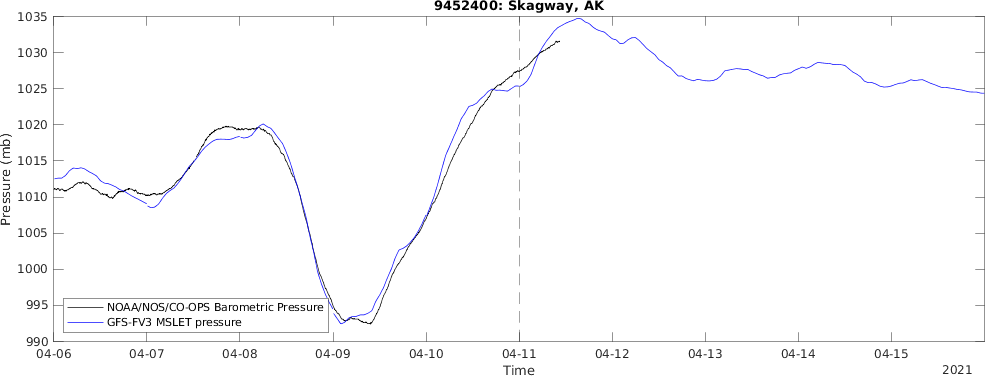 9452400: Skagway, AK
Pressure (mb)
1035
1030
1025
1020
1015
1010
1005
1000
995
990
NOAA/NOS/CO-OPS Barometric Pressure
GFS-FV3 MSLET pressure
04-06 04-07 04-08 04-09 04-10 04-11 04-12 04-13 04-14 04-15
Time
2021